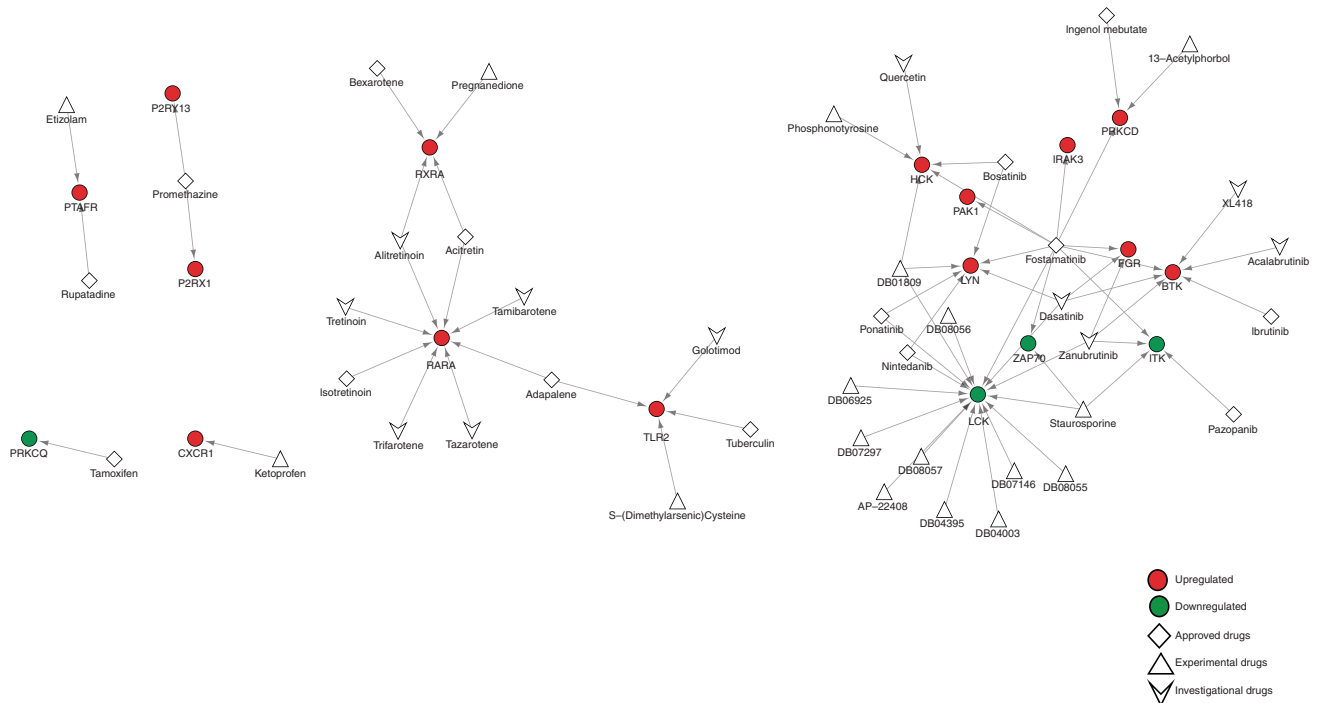 Ingenol mebutate
13–Acetylphorbol
Quercetin
Bexarotene
Pregnanedione
P2RY13
Etizolam
Phosphonotyrosine
PRKCD
IRAK3
RXRA
HCK
Bosatinib
Promethazine
PTAFR
PAK1
XL418
Alitretinoin
Acitretin
Fostamatinib
FGR
Acalabrutinib
Rupatadine
P2RX1
DB01809
LYN
BTK
Tretinoin
Tamibarotene
Dasatinib
Ponatinib
DB08056
Ibrutinib
Golotimod
RARA
Nintedanib
ZAP70
Zanubrutinib
ITK
Isotretinoin
Adapalene
DB06925
LCK
Staurosporine
Pazopanib
TLR2
Tuberculin
Trifarotene
Tazarotene
PRKCQ
CXCR1
DB07297
Tamoxifen
Ketoprofen
DB08057
DB07146
DB08055
AP–22408
S–(Dimethylarsenic)Cysteine
DB04395
DB04003
Upregulated
Downregulated
Approved drugs
Experimental drugs
Investigational drugs